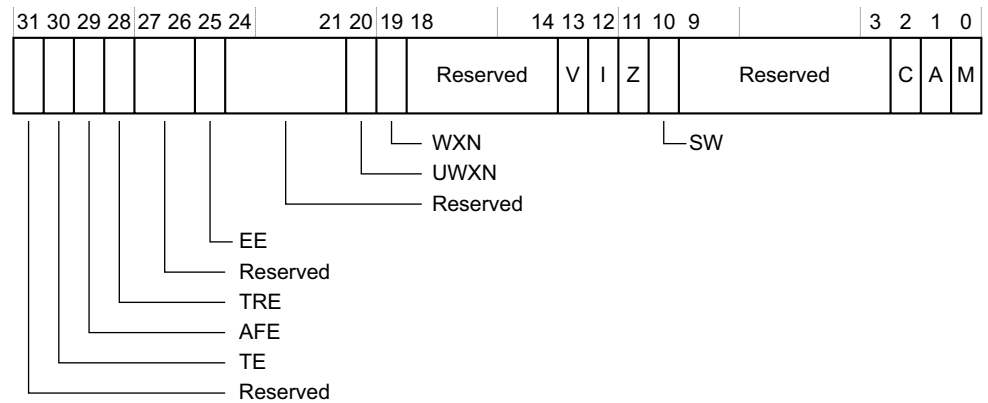 31 30 29 28 27 26 25 24 21 20 19 18 14 13 12 11 10 9 3 2 1 0
Reserved V I Z Reserved C A M
WXN SW
UWXN
Reserved
EE
Reserved
TRE
AFE
TE
Reserved